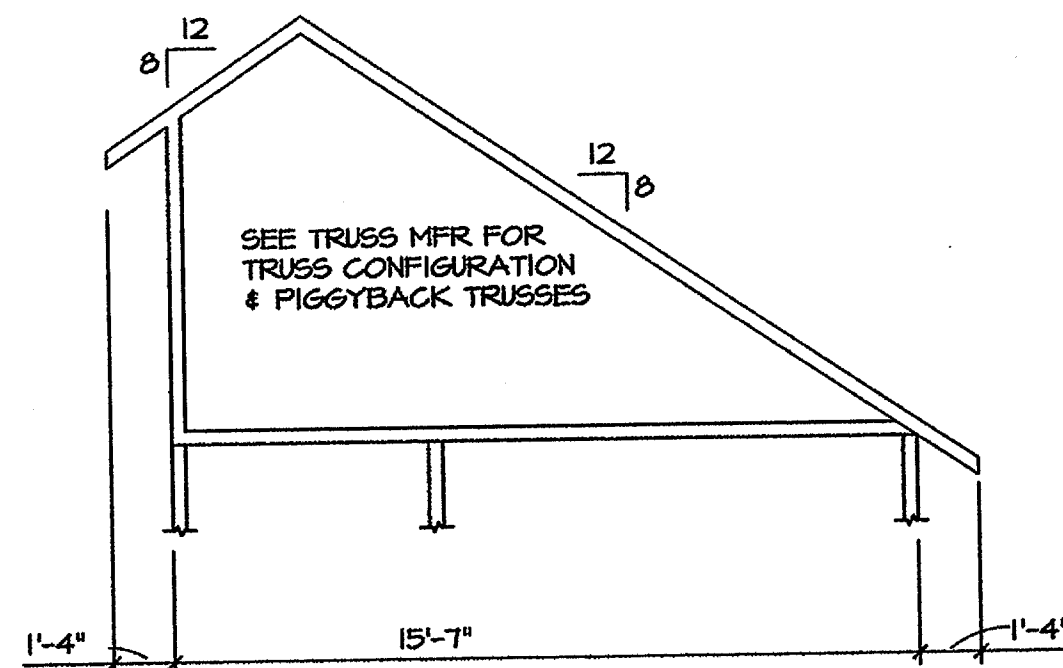 12
8
12
8
SEE TRUSS MFR FOR
TRUSS CONFIGURATION
& PIGGYBACK TRUSSES
1'-4"
15'-7"
1'-4"